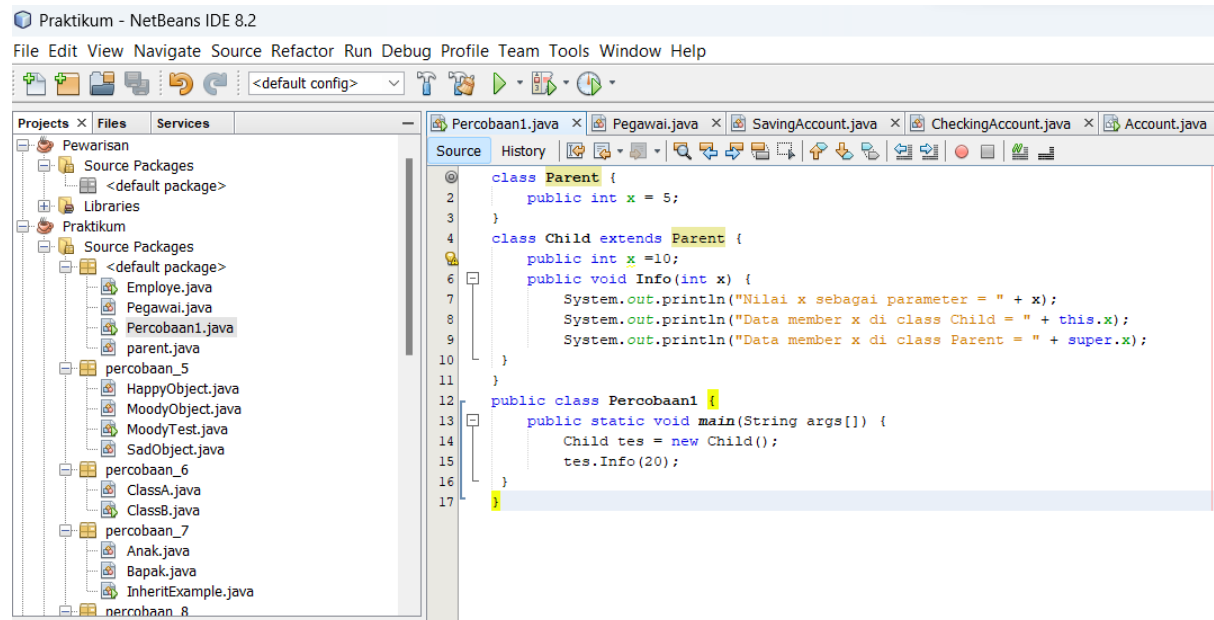 Praktikum - NetBeans IDE 8.2
File Edit View Navigate Source Refactor Run Debug Profile Team Tools Window Help
<default config>
Projects × Files Services
Pewarisan
Source Packages
<default package>
Libraries
Praktikum
Source Packages
<default package>
Employe.java
Pegawai.java
Percobaan1.java
parent.java
percobaan_5
HappyObject.java
MoodyObject.java
MoodyTest.java
SadObject.java
percobaan_6
ClassA.java
ClassB.java
percobaan_7
Anak.java
Bapak.java
InheritExample.java
percobaan_8
Percobaan1.java × Pegawai.java × SavingAccount.java × CheckingAccount.java × Account.java
Source History
class Parent {
2 public int x = 5;
3 }
4 class Child extends Parent {
public int x =10;
6 public void Info(int x) {
7 System.out.println("Nilai x sebagai parameter = " + x);
8 System.out.println("Data member x di class Child = " + this.x);
9 System.out.println("Data member x di class Parent = " + super.x);
10 }
11 }
12 public class Percobaan1 {
13 public static void main(String args[]) {
14 Child tes = new Child();
15 tes.Info(20);
16 }
17 }